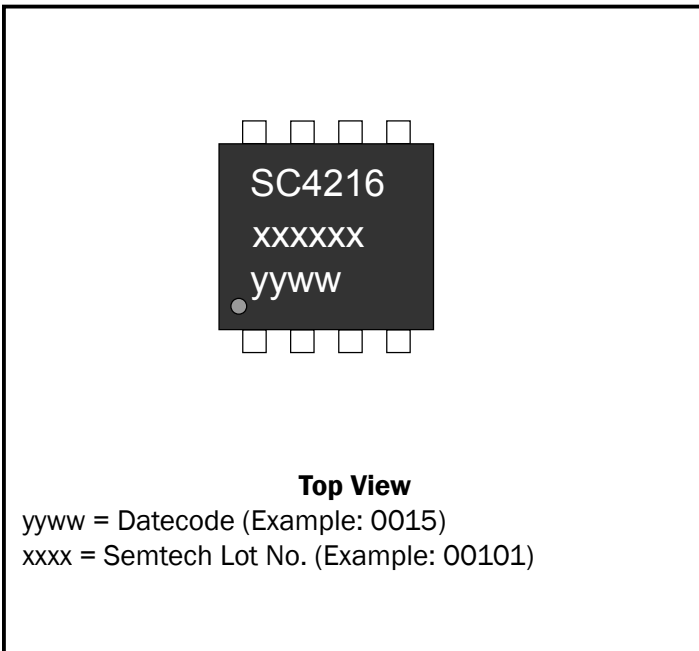 SC4216
xxxxxx
yyww
Top View
yyww = Datecode (Example: 0015)
xxxx = Semtech Lot No. (Example: 00101)